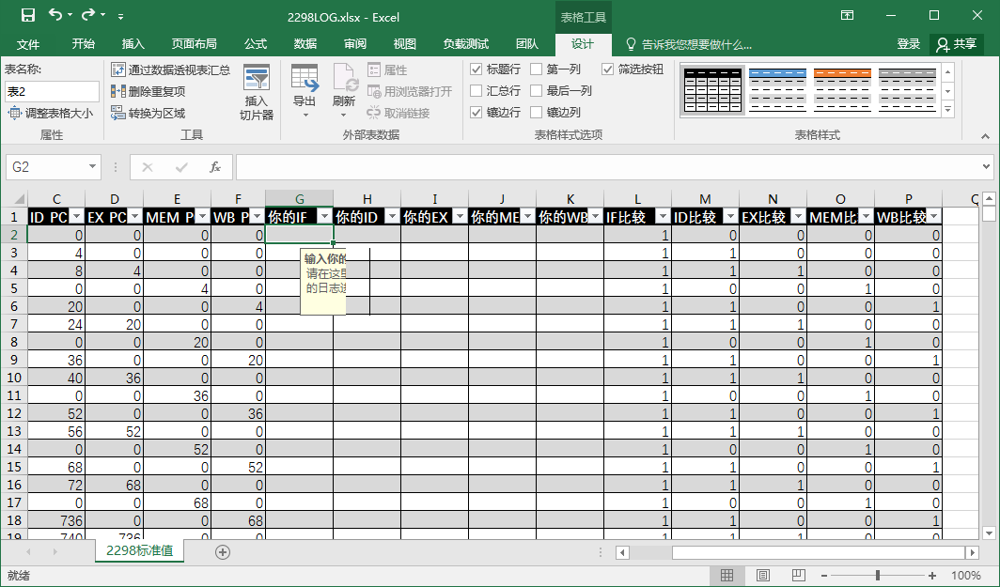 2298LOG.xlsx - Excel
表格工具
文件 开始 插入 页面布局 公式 数据 审阅 视图 负载测试 团队 设计 告诉我您想要做什么... 登录 共享
表名称:
表2
调整表格大小
属性
通过数据透视表汇总
删除重复项
转换为区域
插入
切片器
工具
导出
刷新
属性
用浏览器打开
取消链接
外部表数据
标题行 第一列 筛选按钮
汇总行 最后一列
镶边行 镶边列
表格样式选项
表格样式
G2 fx
C D E F G H I J K L M N O P Q
1 ID_PC EX_PC MEM_P WB_P 你的IF 你的ID 你的EX 你的ME 你的WB IF比较 ID比较 EX比较 MEM比 WB比较
2 0 0 0 0 1 0 0 0 0
3 4 0 0 0 1 1 0 0 0
4 8 4 0 0 1 1 1 0 0
5 0 0 4 0 1 0 0 1 0
6 20 0 0 4 1 1 0 0 1
7 24 20 0 0 1 1 1 0 0
8 0 0 20 0 1 0 0 1 0
9 36 0 0 20 1 1 0 0 1
10 40 36 0 0 1 1 1 0 0
11 0 0 36 0 1 0 0 1 0
12 52 0 0 36 1 1 0 0 1
13 56 52 0 0 1 1 1 0 0
14 0 0 52 0 1 0 0 1 0
15 68 0 0 52 1 1 0 0 1
16 72 68 0 0 1 1 1 0 0
17 0 0 68 0 1 0 0 1 0
18 736 0 0 68 1 1 0 0 1
19 740 736 0 0 1 1 1 0 0
输入你的
请在这里
的日志进
2298标准值
就绪
100%